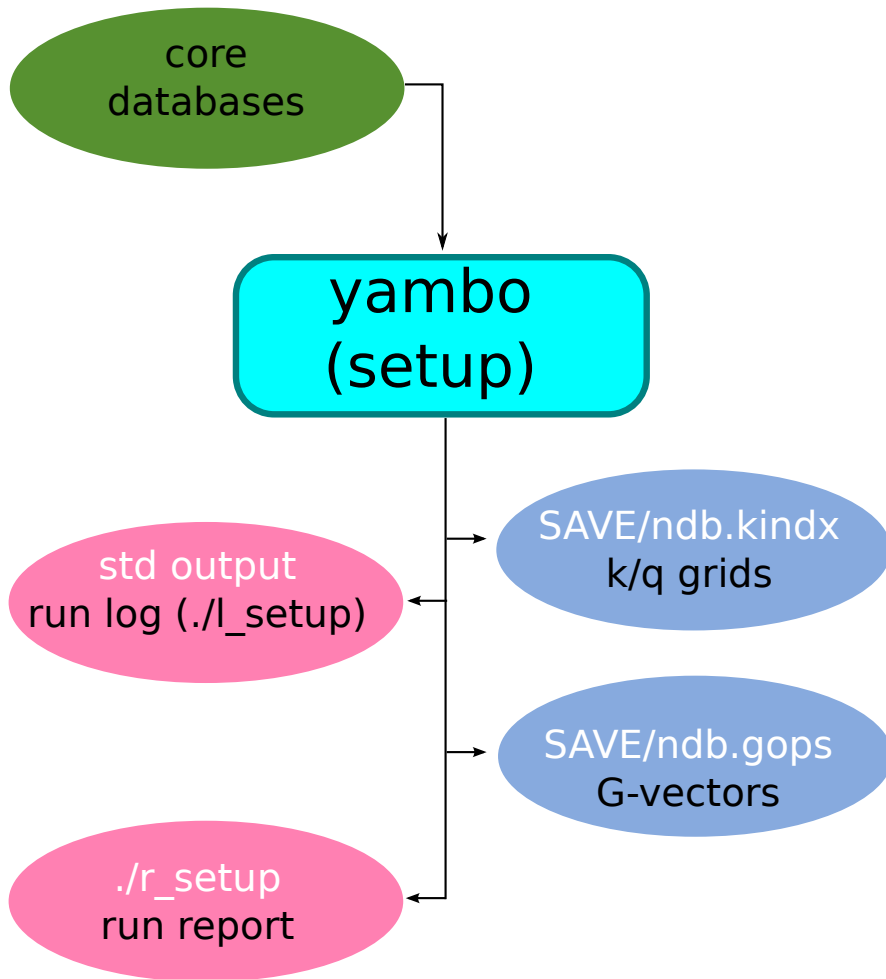 core
databases
yambo
(setup)
SAVE/ndb.kindx
k/q grids
std output
run log (./l_setup)
SAVE/ndb.gops
G-vectors
./r_setup
run report